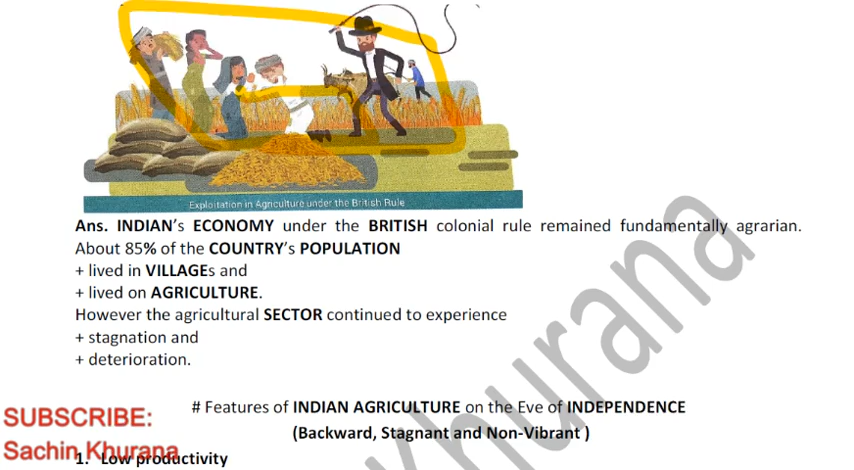 Exploitation in Agriculture under the British Rule
Ans. INDIAN's ECONOMY under the BRITISH colonial rule remained fundamentally agrarian.
About 85% of the COUNTRY's POPULATION
+ lived in VILLAGEs and
+ lived on AGRICULTURE.
However the agricultural SECTOR continued to experience
+ stagnation and
+ deterioration.
# Features of INDIAN AGRICULTURE on the Eve of INDEPENDENCE
(Backward, Stagnant and Non-Vibrant )
1. Low productivity
SUBSCRIBE:
Sachin Khurana
khurana